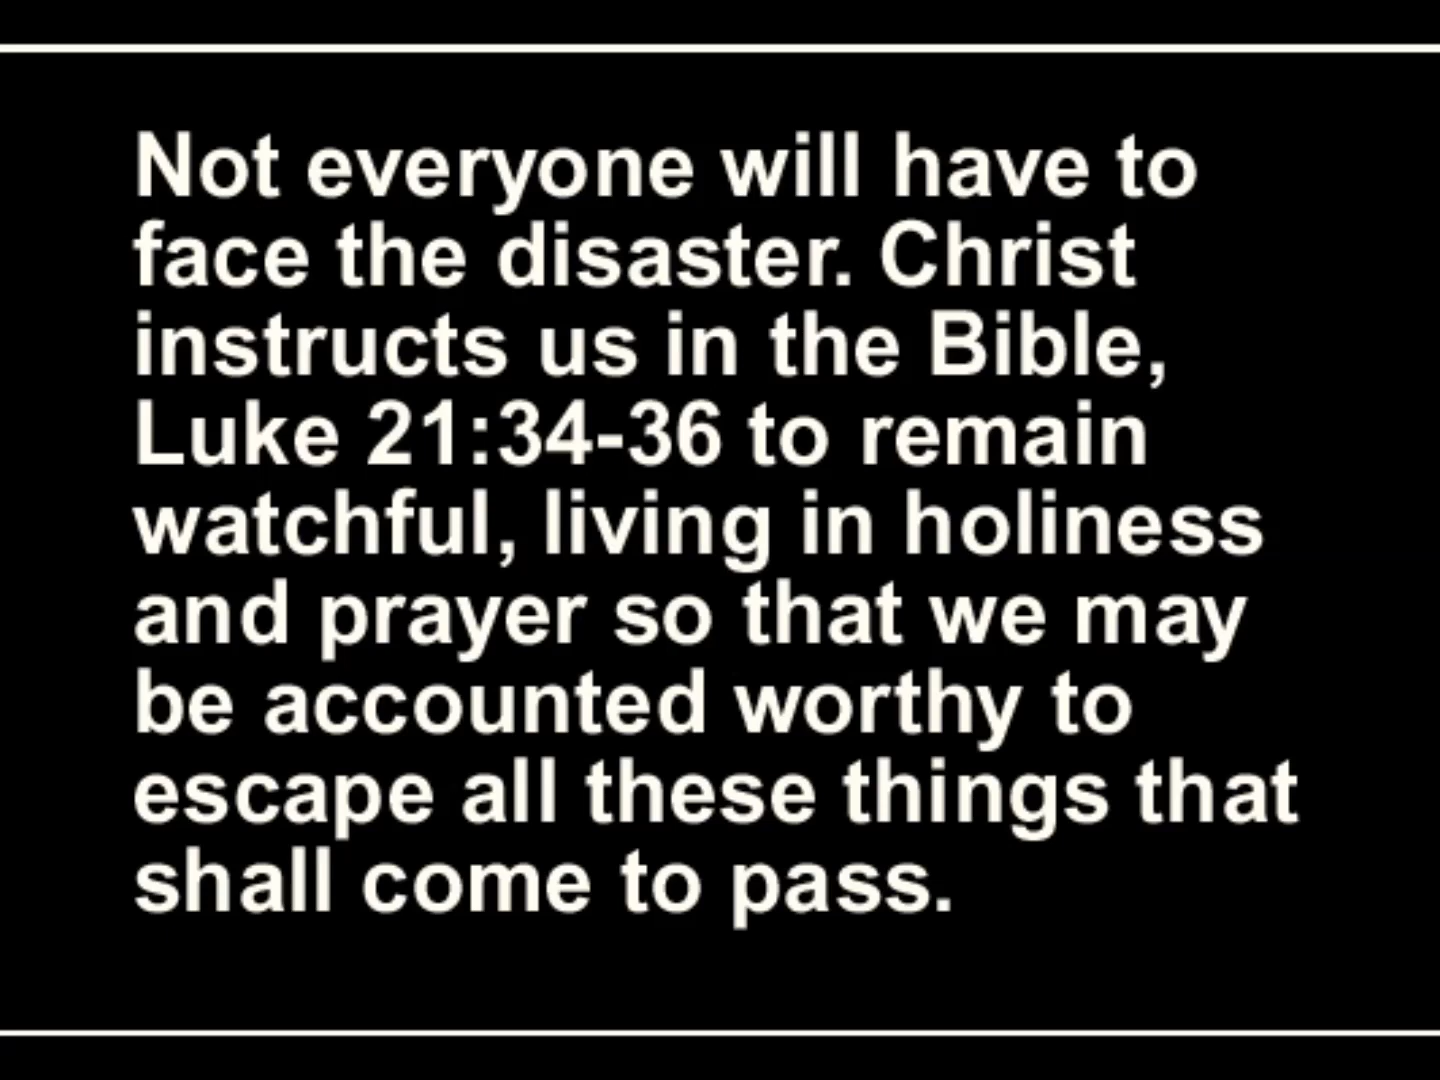 Not everyone will have to
face the disaster. Christ
instructs us in the Bible,
Luke 21:34-36 to remain
watchful, living in holiness
and prayer so that we may
be accounted worthy to
escape all these things that
shall come to pass.